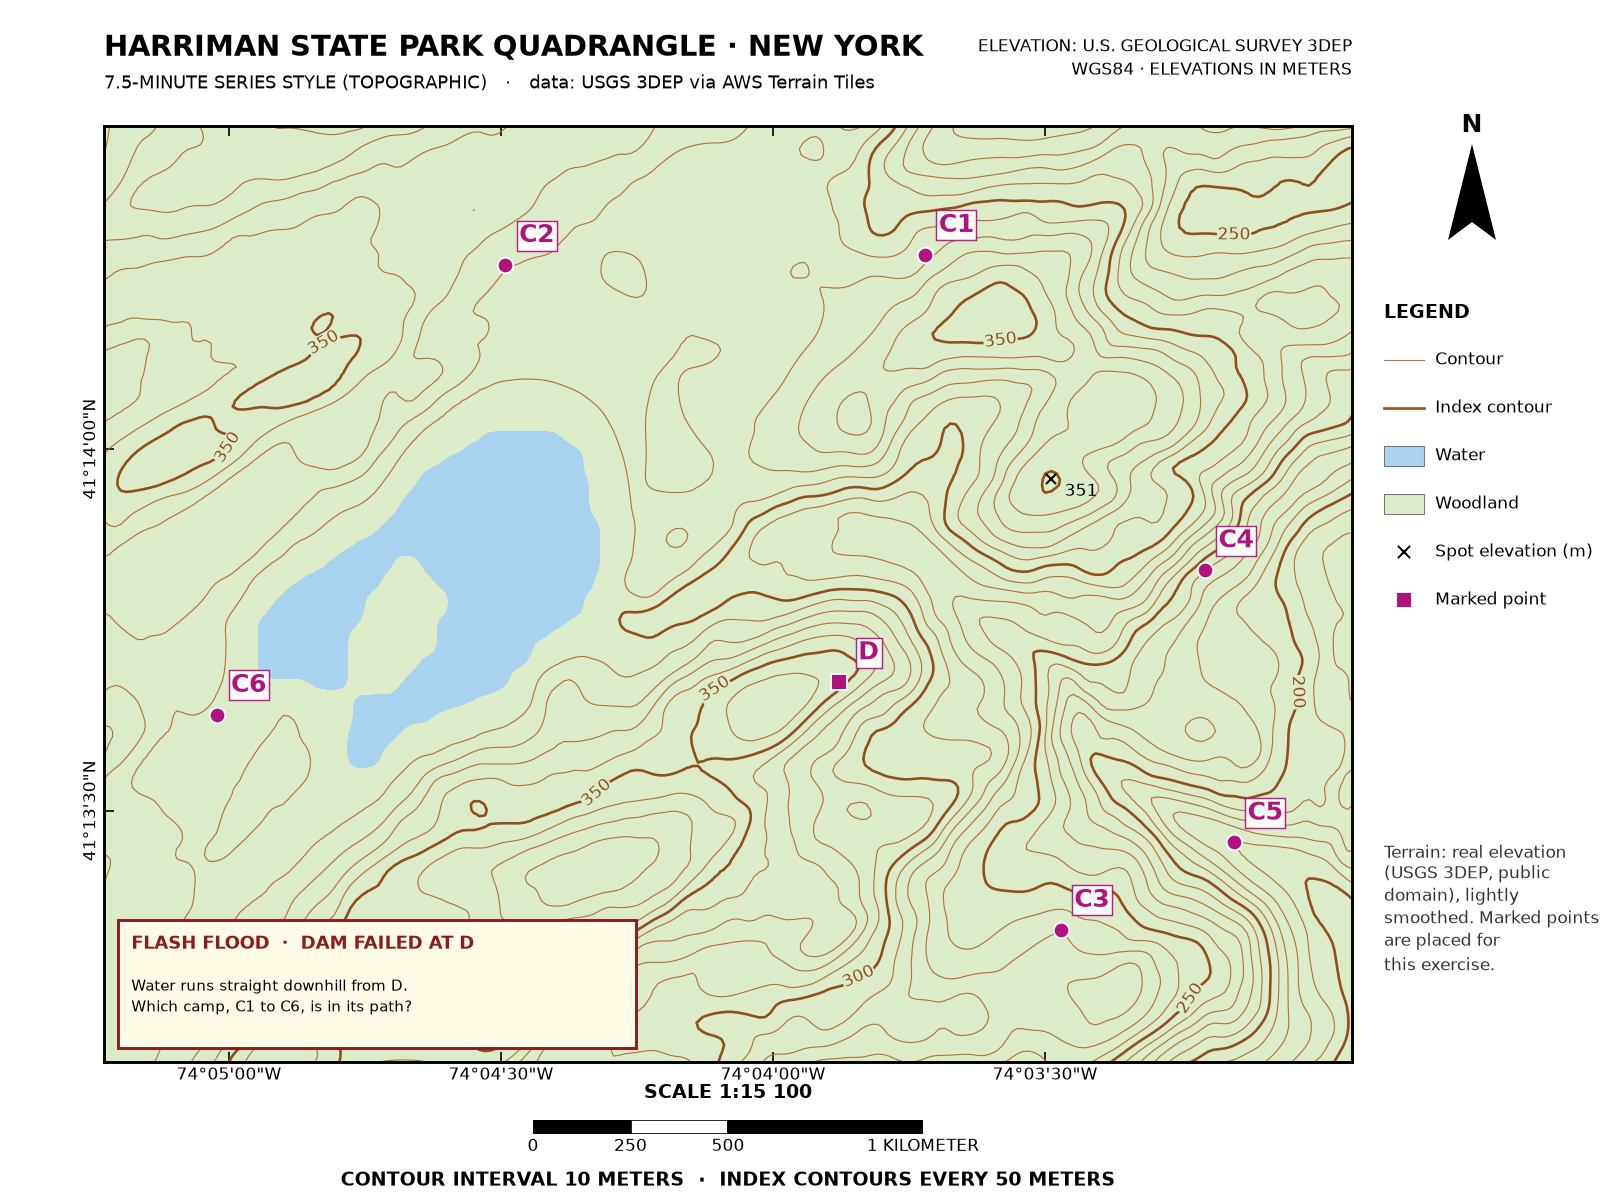 HARRIMAN STATE PARK QUADRANGLE · NEW YORK
7.5-MINUTE SERIES STYLE (TOPOGRAPHIC) · data: USGS 3DEP via AWS Terrain Tiles
ELEVATION: U.S. GEOLOGICAL SURVEY 3DEP
WGS84 · ELEVATIONS IN METERS
N
C2
C1
250
350
350
41°14'00"N
350
351
C4
D
C6
350
200
41°13'30"N
350
C5
C3
300
250
FLASH FLOOD · DAM FAILED AT D
Water runs straight downhill from D.
Which camp, C1 to C6, is in its path?
74°05'00"W
74°04'30"W
74°04'00"W
74°03'30"W
LEGEND
Contour
Index contour
Water
Woodland
Spot elevation (m)
Marked point
Terrain: real elevation
(USGS 3DEP, public
domain), lightly
smoothed. Marked points
are placed for
this exercise.
SCALE 1:15 100
0 250 500 1 KILOMETER
CONTOUR INTERVAL 10 METERS · INDEX CONTOURS EVERY 50 METERS